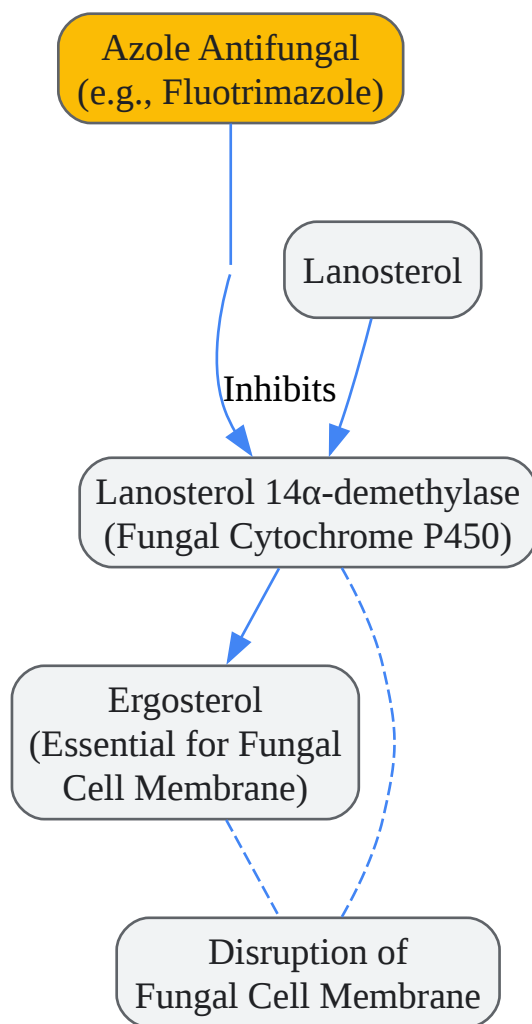 Azole Antifungal
(e.g., Fluotrimazole)
Lanosterol
Inhibits
Lanosterol 14α-demethylase
(Fungal Cytochrome P450)
Ergosterol
(Essential for Fungal
Cell Membrane)
Disruption of
Fungal Cell Membrane